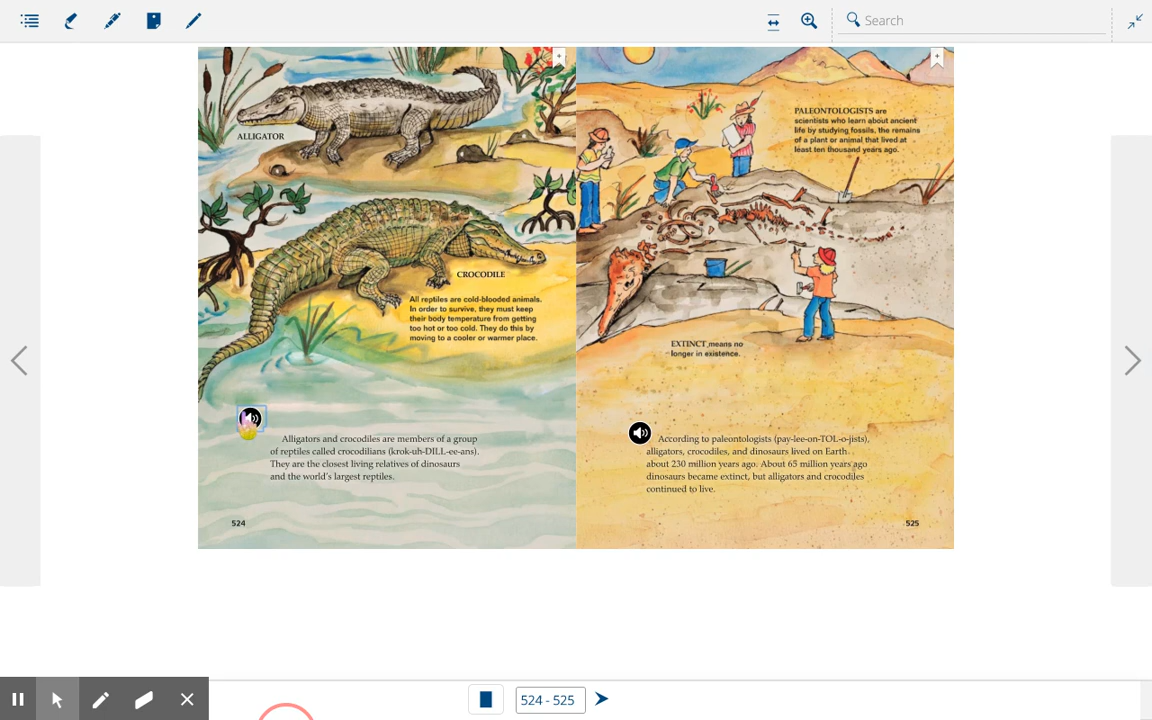 Search
ALLIGATOR
CROCODILE
All reptiles are cold-blooded animals.
In order to survive, they must keep
their body temperature from getting
too hot or too cold. They do this by
moving to a cooler or warmer place.
Alligators and crocodiles are members of a group
of reptiles called crocodilians (krok-uh-DILL-ee-ans).
They are the closest living relatives of dinosaurs
and the world's largest reptiles.
524
PALEONTOLOGISTS are
scientists who learn about ancient
life by studying fossils, the remains
of a plant or animal that lived at
least ten thousand years ago.
EXTINCT means no
longer in existence.
According to paleontologists (pay-lee-on-TOL-o-jists),
alligators, crocodiles, and dinosaurs lived on Earth
about 230 million years ago. About 65 million years ago
dinosaurs became extinct, but alligators and crocodiles
continued to live.
525
524 - 525